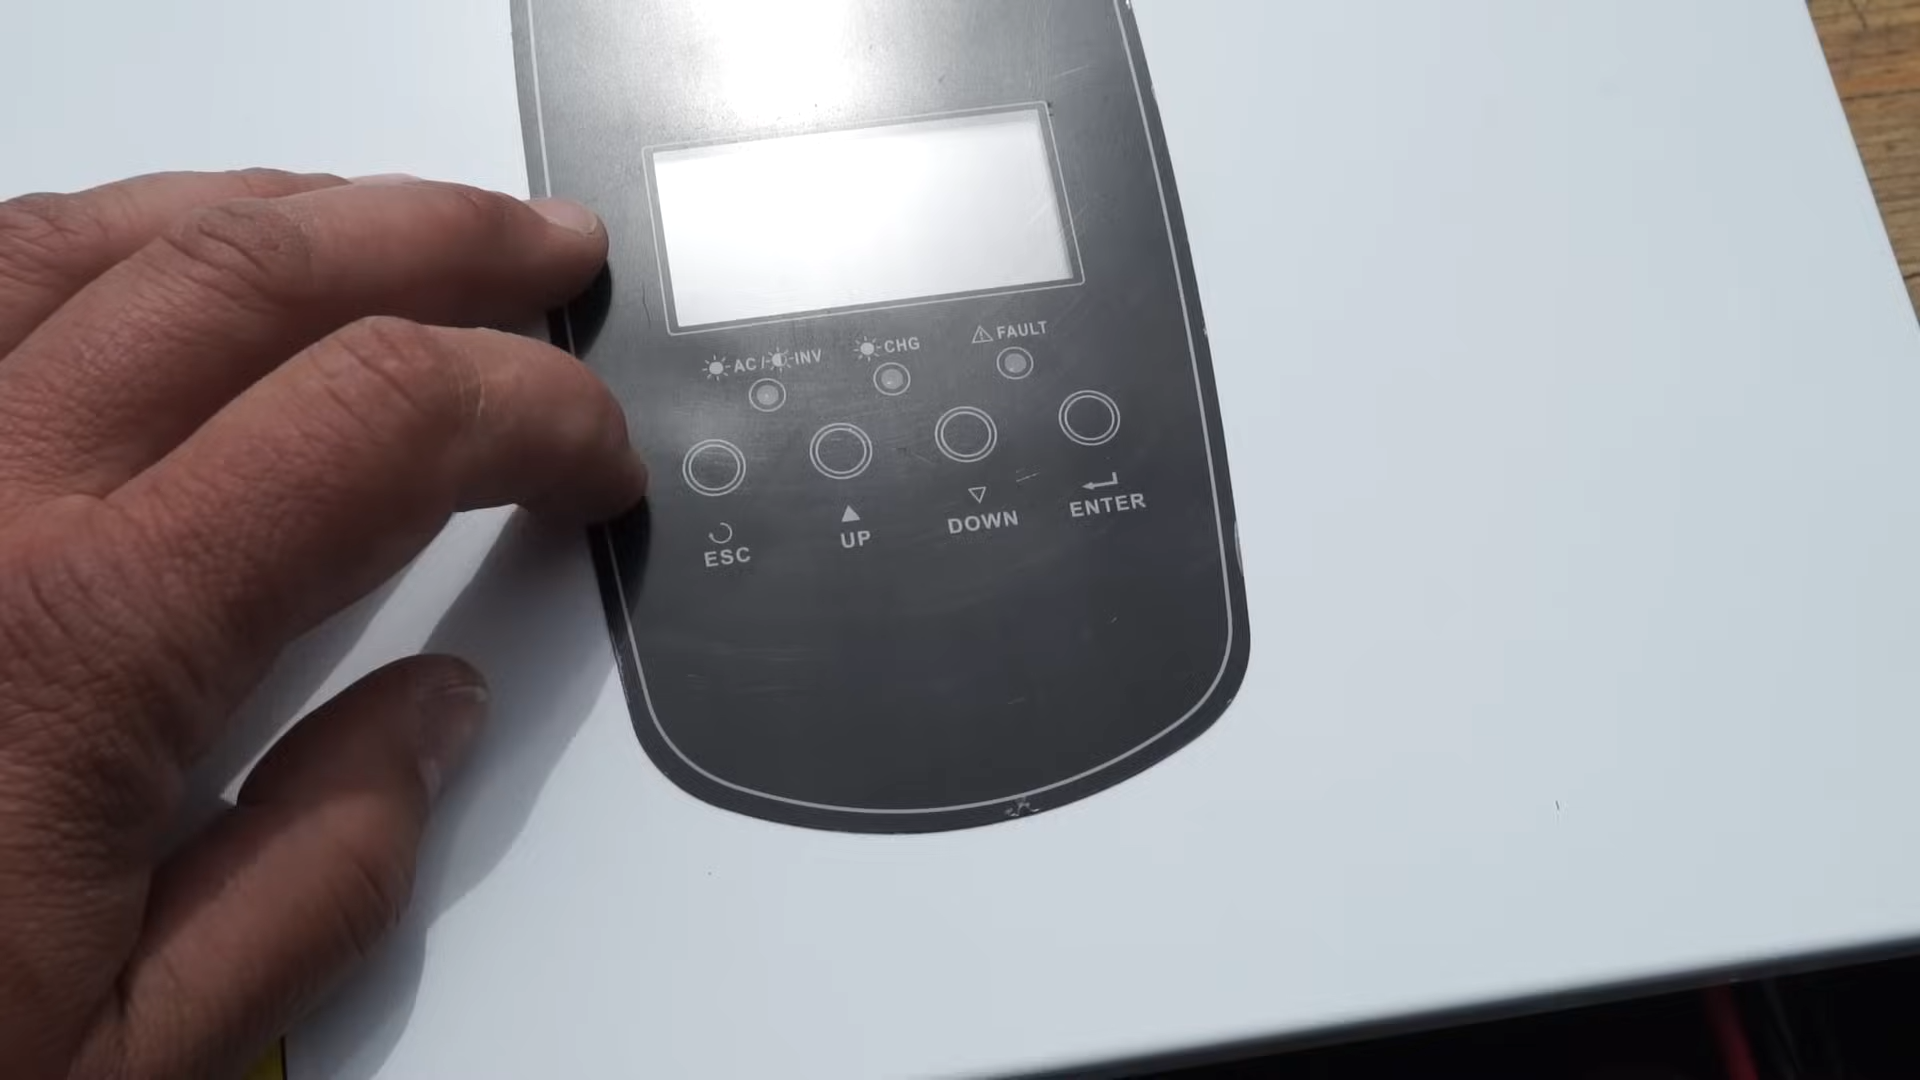 AC/INV
CHG
FAULT
ESC
UP
DOWN
ENTER